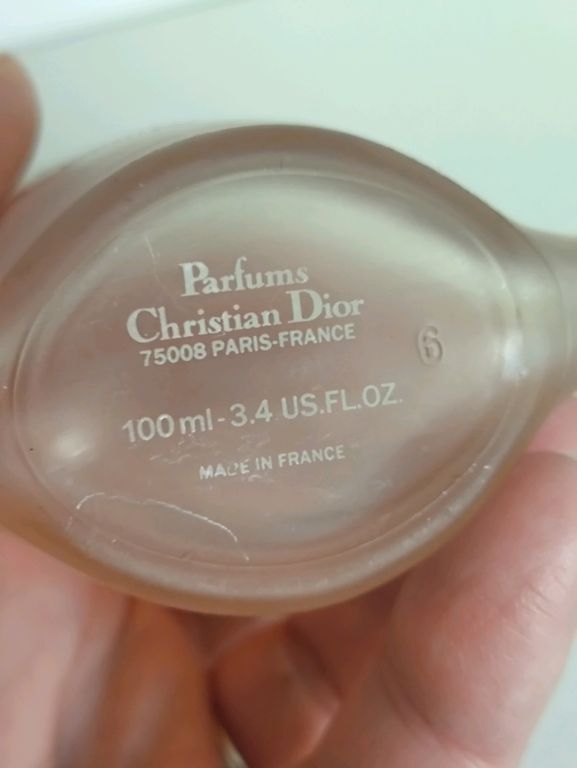 Parfums
Christian Dior
75008 PARIS-FRANCE
6
100 ml - 3.4 US.FL.OZ.
MADE IN FRANCE